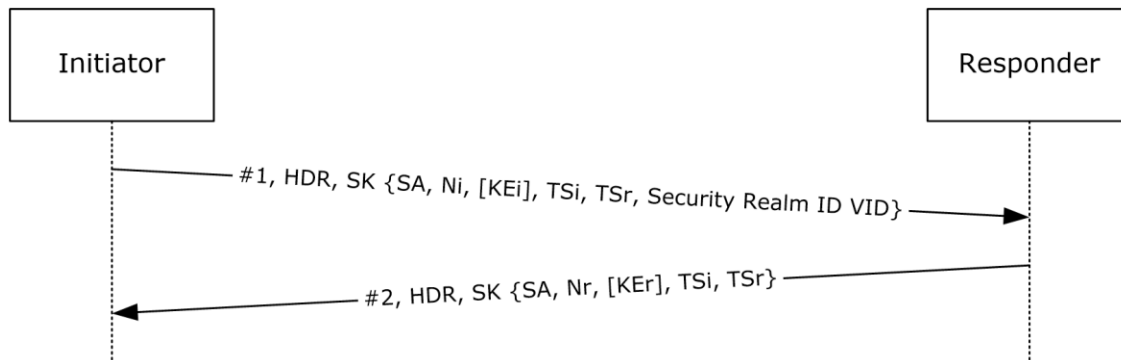 Initiator
Responder
#1, HDR, SK {SA, Ni, [KEi], TSi, TSr, Security Realm ID VID}
#2, HDR, SK {SA, Nr, [KEr], TSi, TSr}